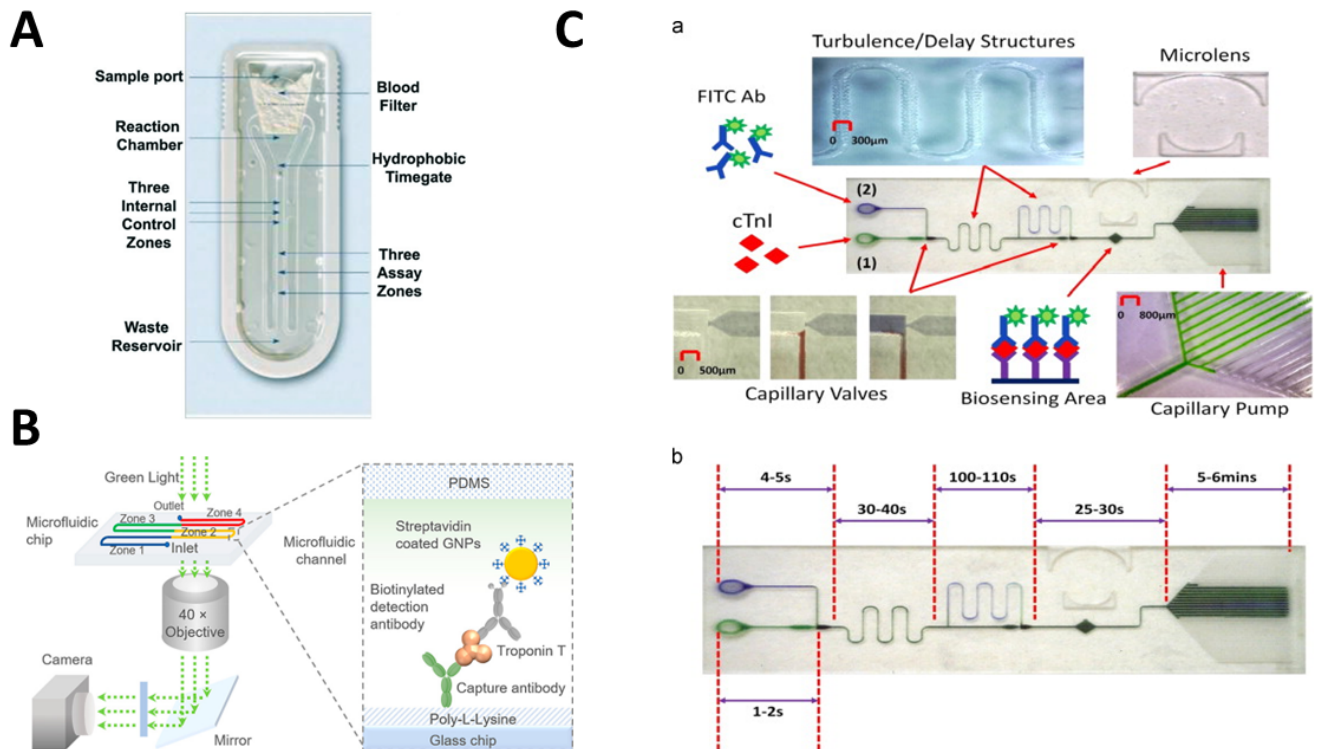 A
Sample port
Blood
Filter
Reaction
Chamber
Hydrophobic
Timegate
Three
Internal
Control
Zones
Three
Assay
Zones
Waste
Reservoir
B
Green Light
Outlet
Zone 4
Zone 3
Microfluidic
chip
Zone 2
Zone 1
Inlet
40 ×
Objective
Camera
Mirror
PDMS
Streptavidin
coated GNPs
Microfluidic
channel
Biotinylated
detection
antibody
Troponin T
Capture antibody
Poly-L-Lysine
Glass chip
C
a
Turbulence/Delay Structures
Microlens
FITC Ab
0 300µm
(2)
cTnI
(1)
0 500µm
0 800µm
Capillary Valves
Biosensing Area
Capillary Pump
b
4-5s
100-110s
5-6mins
30-40s
25-30s
1-2s